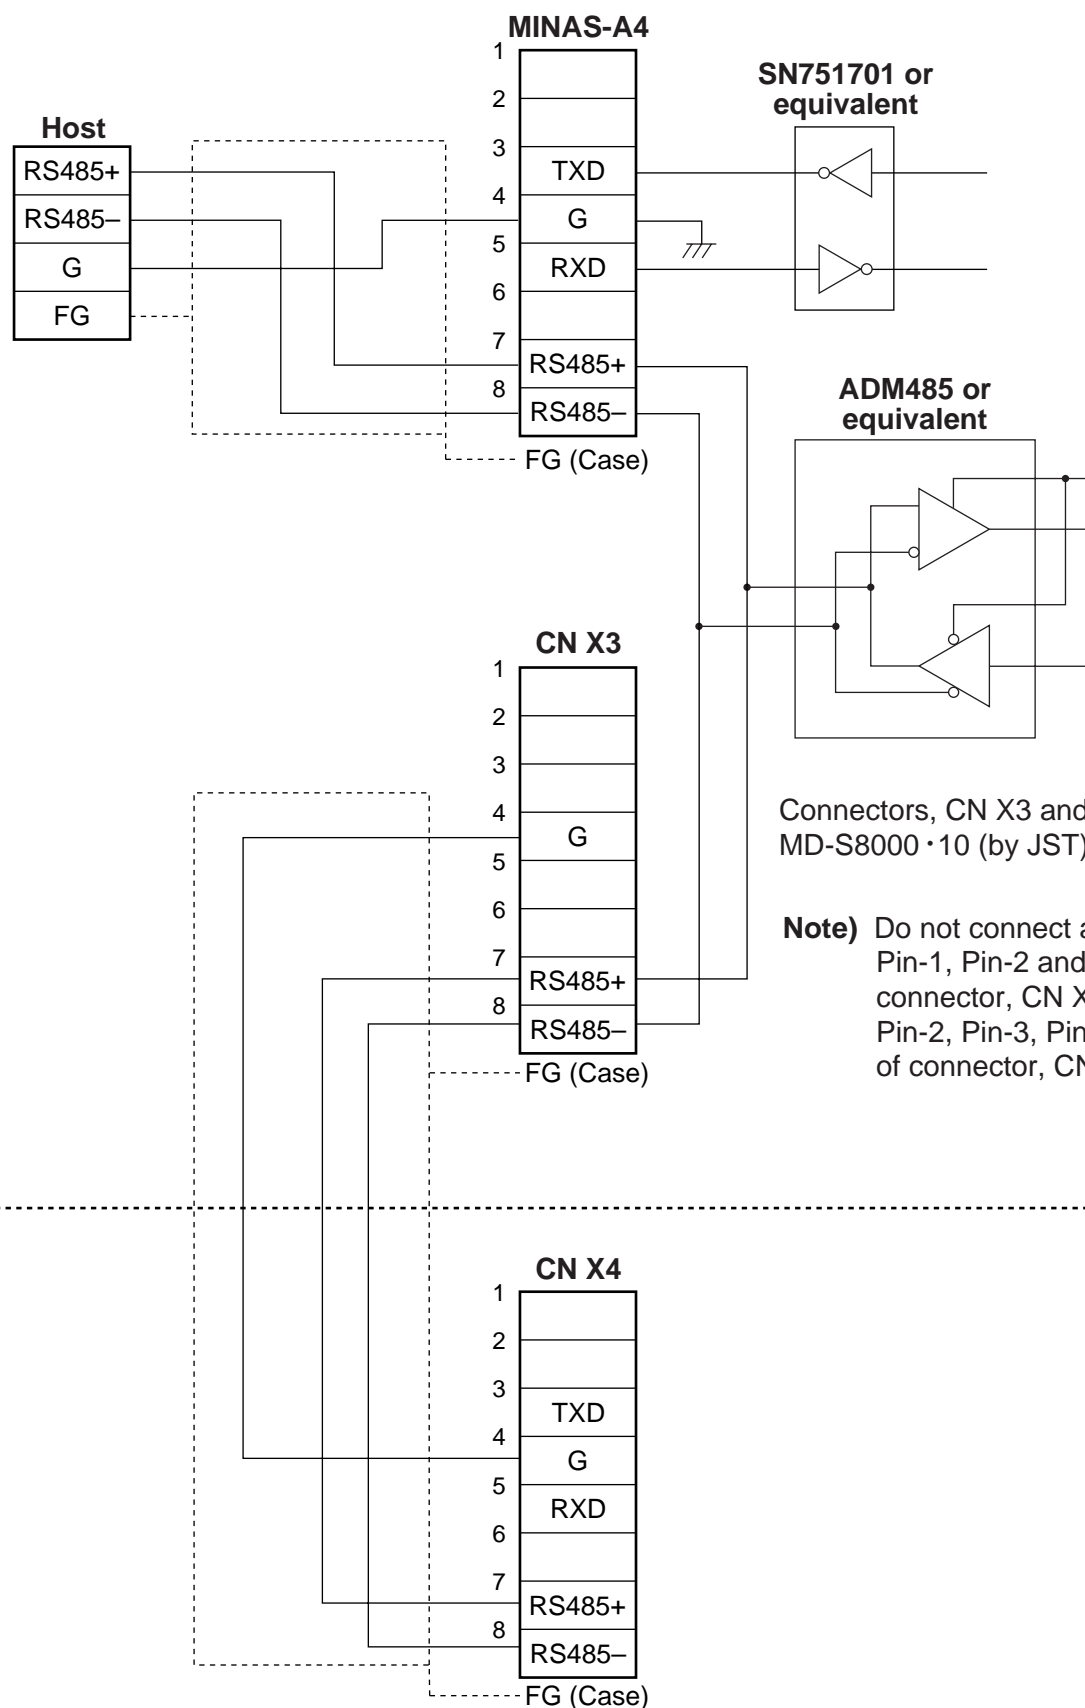 MINAS-A4
1
2
3
TXD
4
G
5
RXD
6
7
RS485+
8
RS485–
FG (Case)
Host
RS485+
RS485–
G
FG
SN751701 or
equivalent
ADM485 or
equivalent
CN X3
1
2
3
4
G
5
6
7
RS485+
8
RS485–
FG (Case)
Connectors, CN X3 and
MD-S8000･10 (by JST)
Note) Do not connect a
Pin-1, Pin-2 and
connector, CN X
Pin-2, Pin-3, Pin
of connector, CN
CN X4
1
2
3
TXD
4
G
5
RXD
6
7
RS485+
8
RS485–
FG (Case)